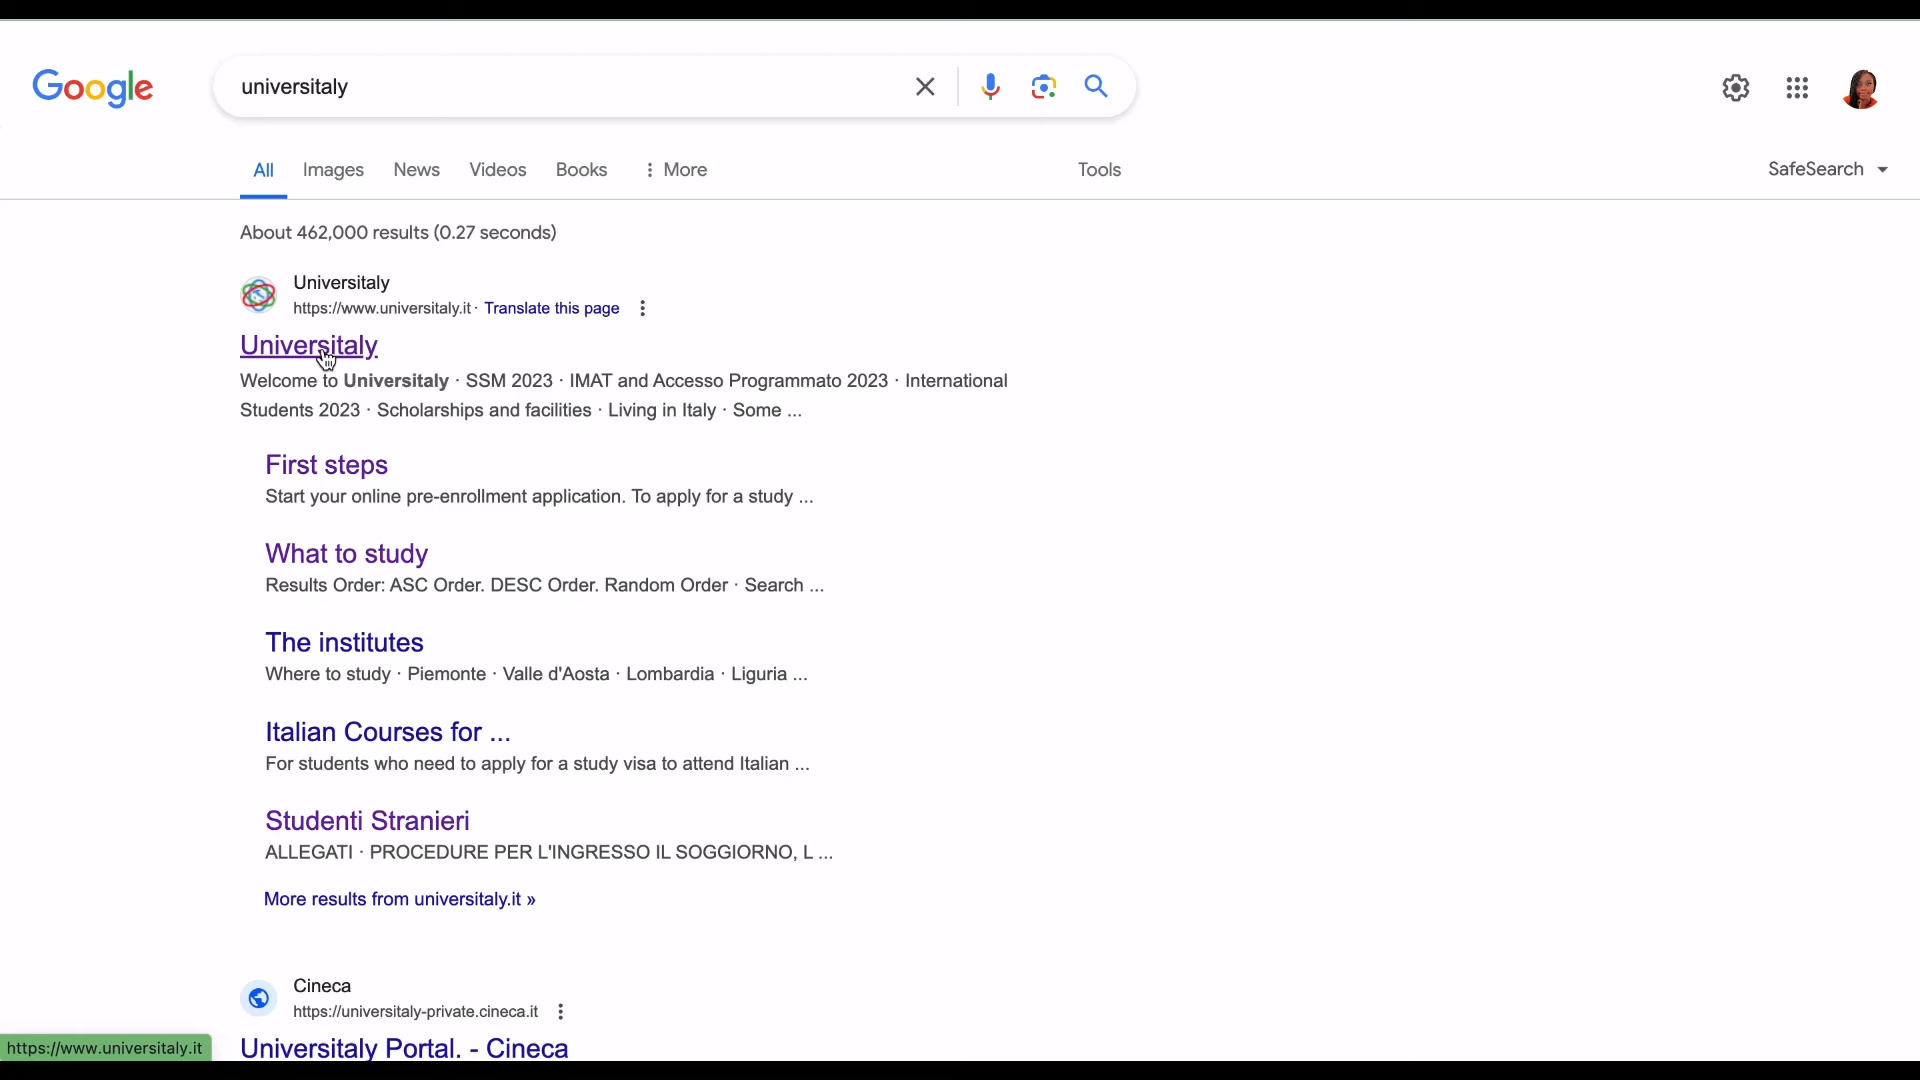 Google
universitaly
All
Images
News
Videos
Books
More
Tools
SafeSearch
About 462,000 results (0.27 seconds)
Universitaly
https://www.universitaly.it · Translate this page
Universitaly
Welcome to Universitaly · SSM 2023 · IMAT and Accesso Programmato 2023 · International
Students 2023 · Scholarships and facilities · Living in Italy · Some ...
First steps
Start your online pre-enrollment application. To apply for a study ...
What to study
Results Order: ASC Order. DESC Order. Random Order · Search ...
The institutes
Where to study · Piemonte · Valle d'Aosta · Lombardia · Liguria ...
Italian Courses for ...
For students who need to apply for a study visa to attend Italian ...
Studenti Stranieri
ALLEGATI · PROCEDURE PER L'INGRESSO IL SOGGIORNO, L ...
More results from universitaly.it »
Cineca
https://universitaly-private.cineca.it
Universitaly Portal. - Cineca
https://www.universitaly.it